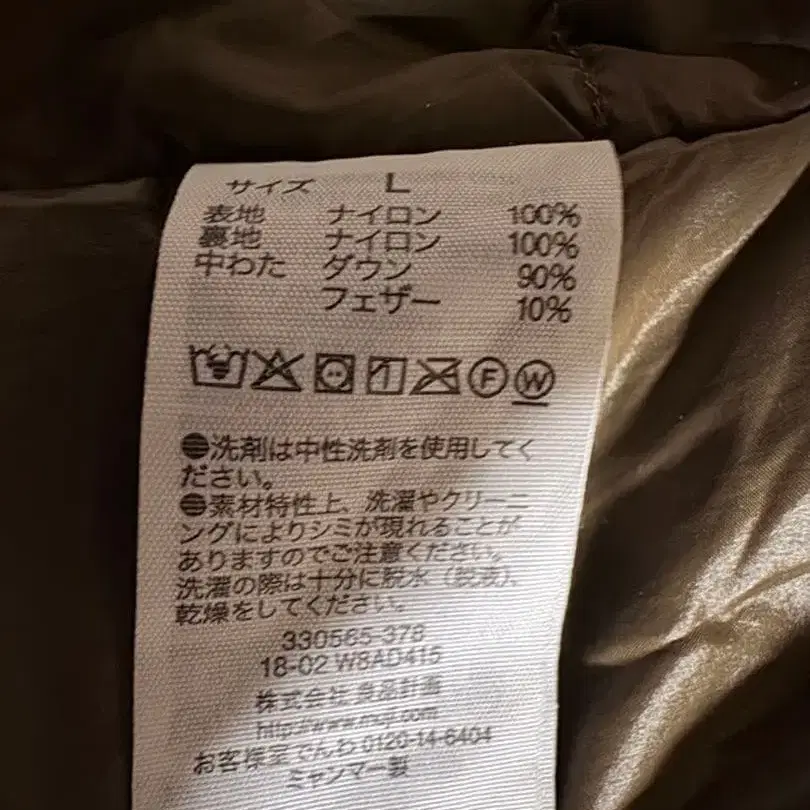 サイズ L
表地 ナイロン 100%
裏地 ナイロン 100%
中わた ダウン 90%
フェザー 10%
F W
●洗剤は中性洗剤を使用してく
ださい。
●素材特性上、洗濯やクリーニ
ングによりシミが現れることが
ありますのでご注意ください。
洗濯の際は十分に脱水（脱液）、
乾燥をしてください。
330565-378
18-02 W8AD415
株式会社 良品計画
http://www.muji.com
お客様室でんわ 0120-14-6404
ミャンマー製